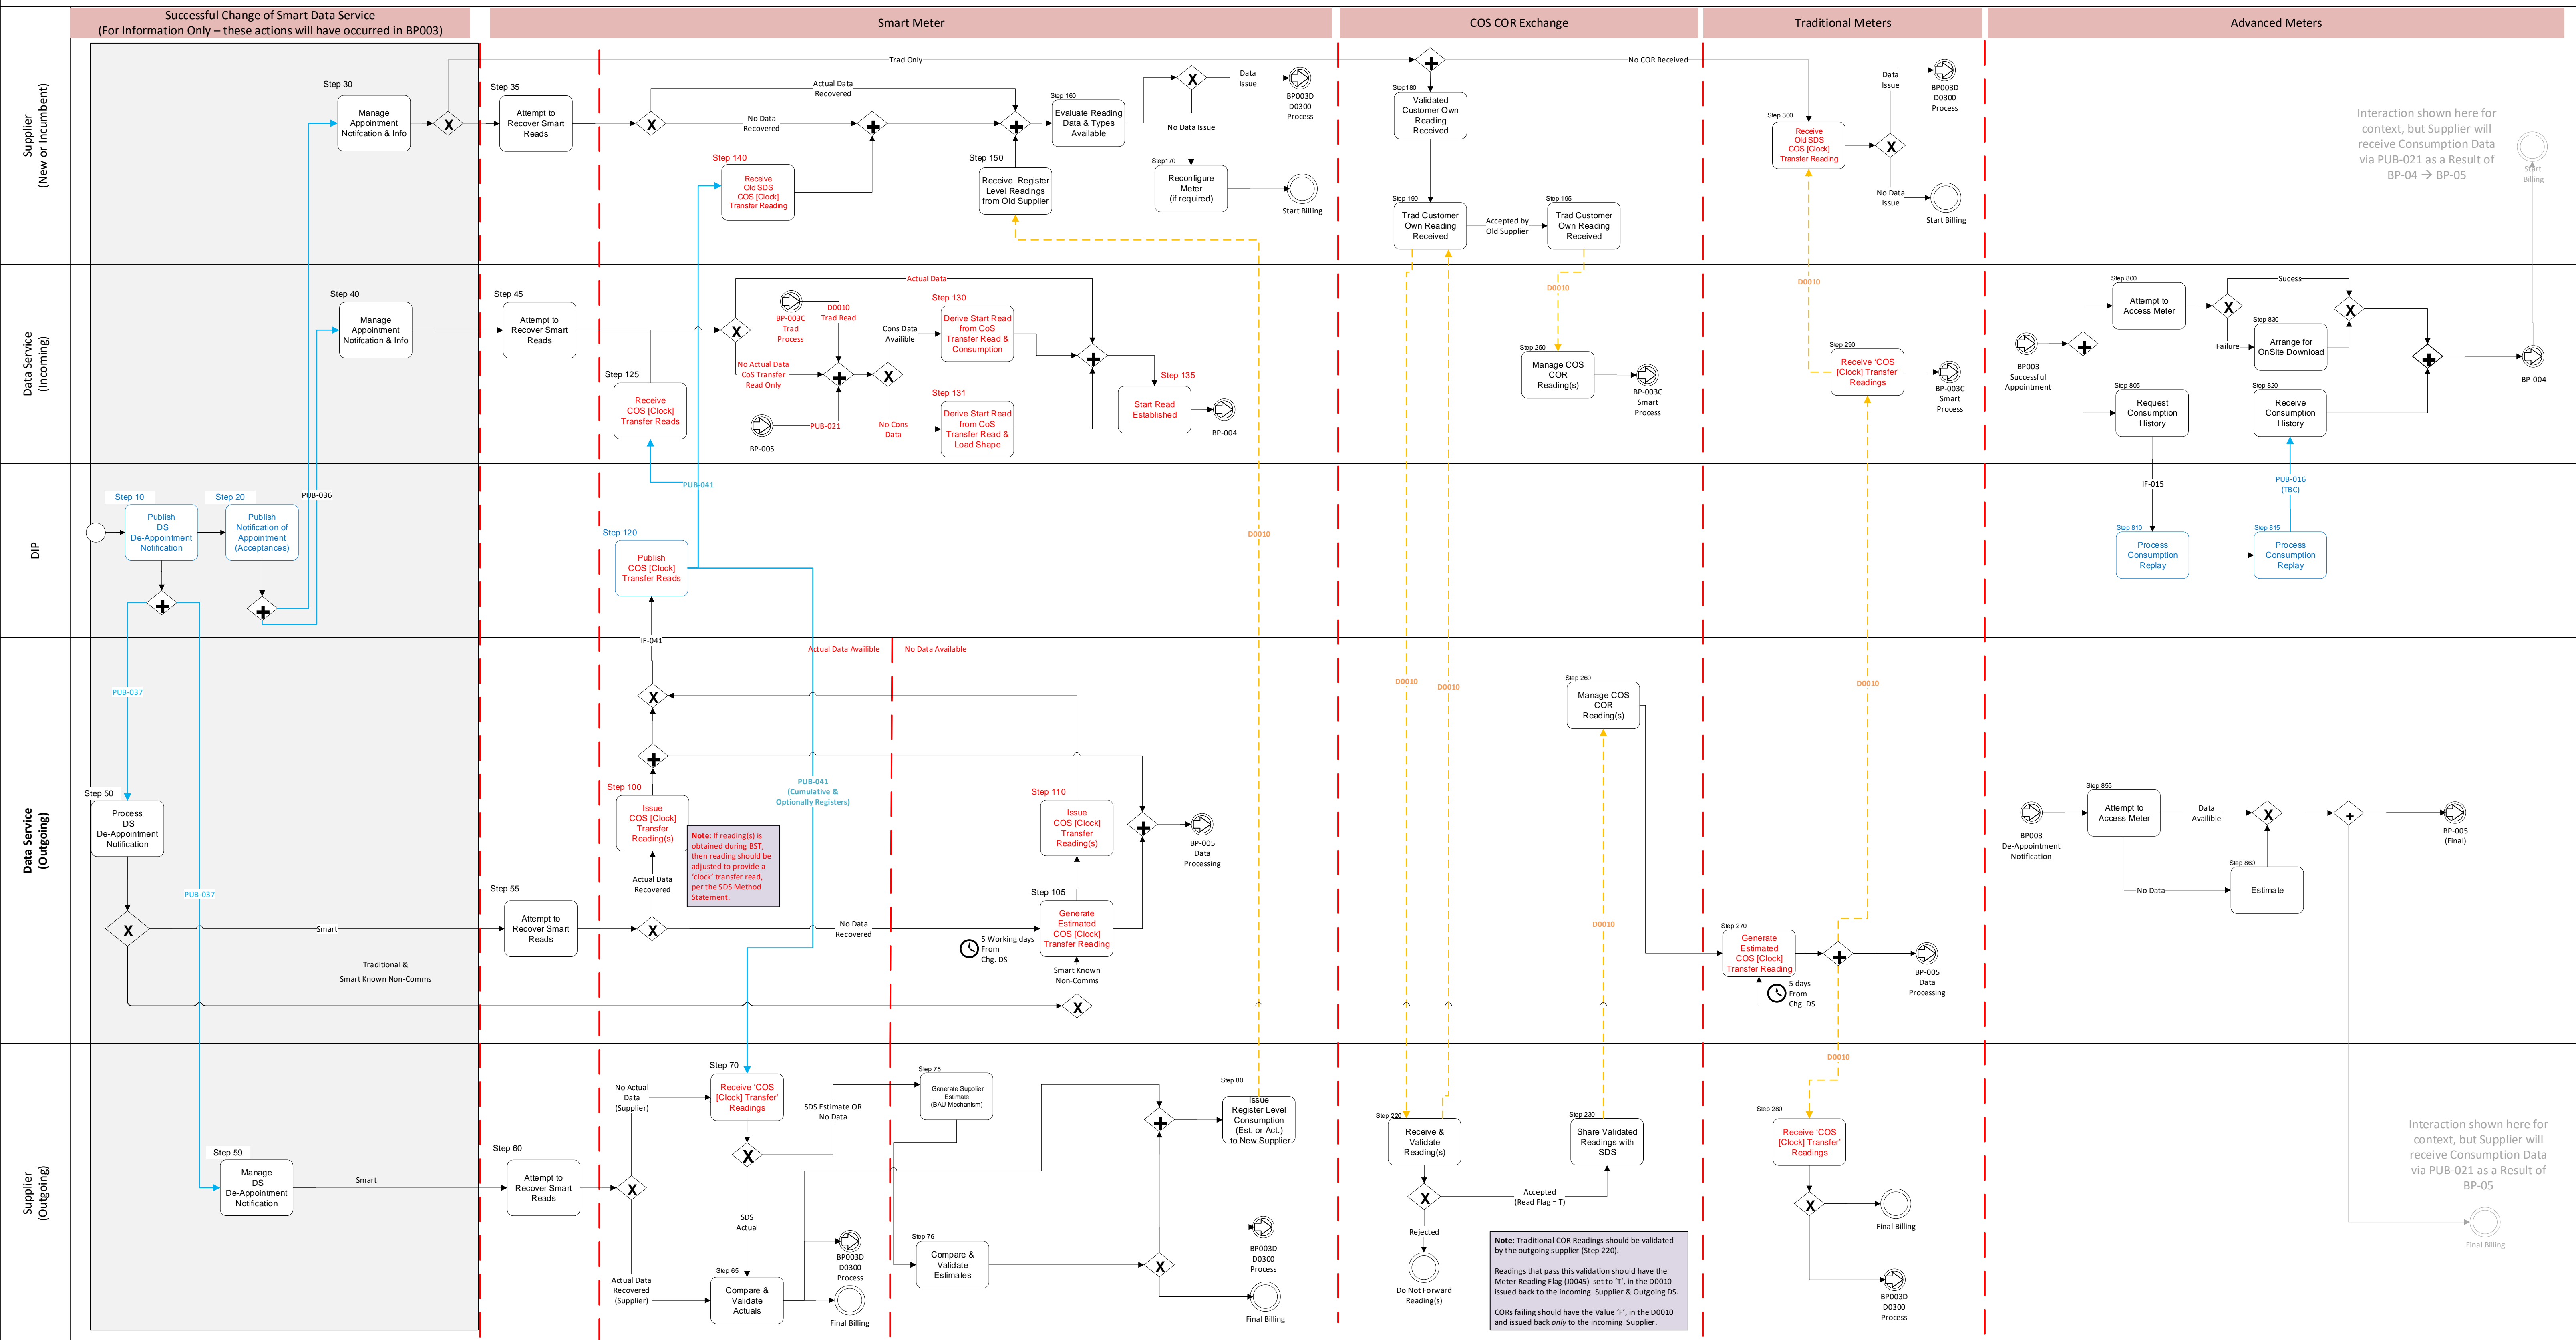 Successful Change of Smart Data Service
(For Information Only – these actions will have occurred in BP003)
Smart Meter
COS COR Exchange
Traditional Meters
Advanced Meters
Supplier
(New or Incumbent)
Step 30
Manage
Appointment
Notifcation & Info
X
Trad Only
Step 35
Attempt to
Recover Smart
Reads
X
Actual Data
Recovered
No Data
Recovered
Step 140
Receive
Old SDS
COS [Clock]
Transfer Reading
Step 150
Receive Register
Level Readings
from Old Supplier
Step 160
Evaluate Reading
Data & Types
Available
X
Data
Issue
BP003D
D0300
Process
No Data Issue
Step170
Reconfigure
Meter
(if required)
Start Billing
Step180
Validated
Customer Own
Reading
Received
Step 190
Trad Customer
Own Reading
Received
Accepted by
Old Supplier
Step 195
Trad Customer
Own Reading
Received
No COR Received
Step 300
Receive
Old SDS
COS [Clock]
Transfer Reading
X
Data
Issue
BP003D
D0300
Process
No Data
Issue
Start Billing
Interaction shown here for
context, but Supplier will
receive Consumption Data
via PUB-021 as a Result of
BP-04 → BP-05
Start
Billing
Data Service
(Incoming)
Step 40
Manage
Appointment
Notifcation & Info
Step 45
Attempt to
Recover Smart
Reads
Step 125
Receive
COS [Clock]
Transfer Reads
X
Actual Data
BP-003C
Trad
Process
D0010
Trad Read
No Actual Data
CoS Transfer
Read Only
BP-005
PUB-021
X
Cons Data
Availible
No Cons
Data
Step 130
Derive Start Read
from CoS
Transfer Read &
Consumption
Step 131
Derive Start Read
from CoS
Transfer Read &
Load Shape
Step 135
Start Read
Established
BP-004
D0010
Step 250
Manage COS
COR
Reading(s)
BP-003C
Smart
Process
D0010
Step 290
Receive 'COS
[Clock] Transfer'
Readings
BP-003C
Smart
Process
BP003
Successful
Appointment
Step 800
Attempt to
Access Meter
X
Sucess
Failure
Step 830
Arrange for
OnSite Download
X
Step 805
Request
Consumption
History
Step 820
Receive
Consumption
History
BP-004
DIP
Step 10
Publish
DS
De-Appointment
Notification
Step 20
Publish
Notification of
Appointment
(Acceptances)
PUB-036
PUB-041
Step 120
Publish
COS [Clock]
Transfer Reads
D0010
IF-015
PUB-016
(TBC)
Step 810
Process
Consumption
Replay
Step 815
Process
Consumption
Replay
Data Service
(Outgoing)
PUB-037
PUB-037
Step 50
Process
DS
De-Appointment
Notification
X
Smart
Traditional &
Smart Known Non-Comms
IF-041
Actual Data Availible
No Data Available
X
Step 55
Attempt to
Recover Smart
Reads
Step 100
Issue
COS [Clock]
Transfer
Reading(s)
Note: If reading(s) is
obtained during BST,
then reading should be
adjusted to provide a
'clock' transfer read,
per the SDS Method
Statement.
Actual Data
Recovered
X
PUB-041
(Cumulative &
Optionally Registers)
No Data
Recovered
5 Working days
From
Chg. DS
Step 110
Issue
COS [Clock]
Transfer
Reading(s)
Step 105
Generate
Estimated
COS [Clock]
Transfer Reading
Smart Known
Non-Comms
X
BP-005
Data
Processing
D0010
D0010
Step 260
Manage COS
COR
Reading(s)
D0010
D0010
Step 270
Generate
Estimated
COS [Clock]
Transfer Reading
5 days
From
Chg. DS
BP-005
Data
Processing
BP003
De-Appointment
Notification
Step 855
Attempt to
Access Meter
Data
Availible
X
No Data
Step 860
Estimate
BP-005
(Final)
Supplier
(Outgoing)
Step 59
Manage
DS
De-Appointment
Notification
Smart
Step 60
Attempt to
Recover Smart
Reads
X
No Actual
Data
(Supplier)
Actual Data
Recovered
(Supplier)
Step 70
Receive 'COS
[Clock] Transfer'
Readings
X
SDS Estimate OR
No Data
SDS
Actual
Step 65
Compare &
Validate
Actuals
BP003D
D0300
Process
Final Billing
Step 75
Generate Supplier
Estimate
(BAU Mechanism)
Step 76
Compare &
Validate
Estimates
X
Step 80
Issue
Register Level
Consumption
(Est. or Act.)
to New Supplier
BP003D
D0300
Process
Final Billing
Step 220
Receive &
Validate
Reading(s)
X
Accepted
(Read Flag = T)
Rejected
Do Not Forward
Reading(s)
Step 230
Share Validated
Readings with
SDS
Note: Traditional COR Readings should be validated
by the outgoing supplier (Step 220).
Readings that pass this validation should have the
Meter Reading Flag (J0045) set to 'T', in the D0010
issued back to the incoming Supplier & Outgoing DS.
CORs failing should have the Value 'F', in the D0010
and issued back only to the incoming Supplier.
D0010
Step 280
Receive 'COS
[Clock] Transfer'
Readings
X
Final Billing
BP003D
D0300
Process
Interaction shown here for
context, but Supplier will
receive Consumption Data
via PUB-021 as a Result of
BP-05
Final Billing